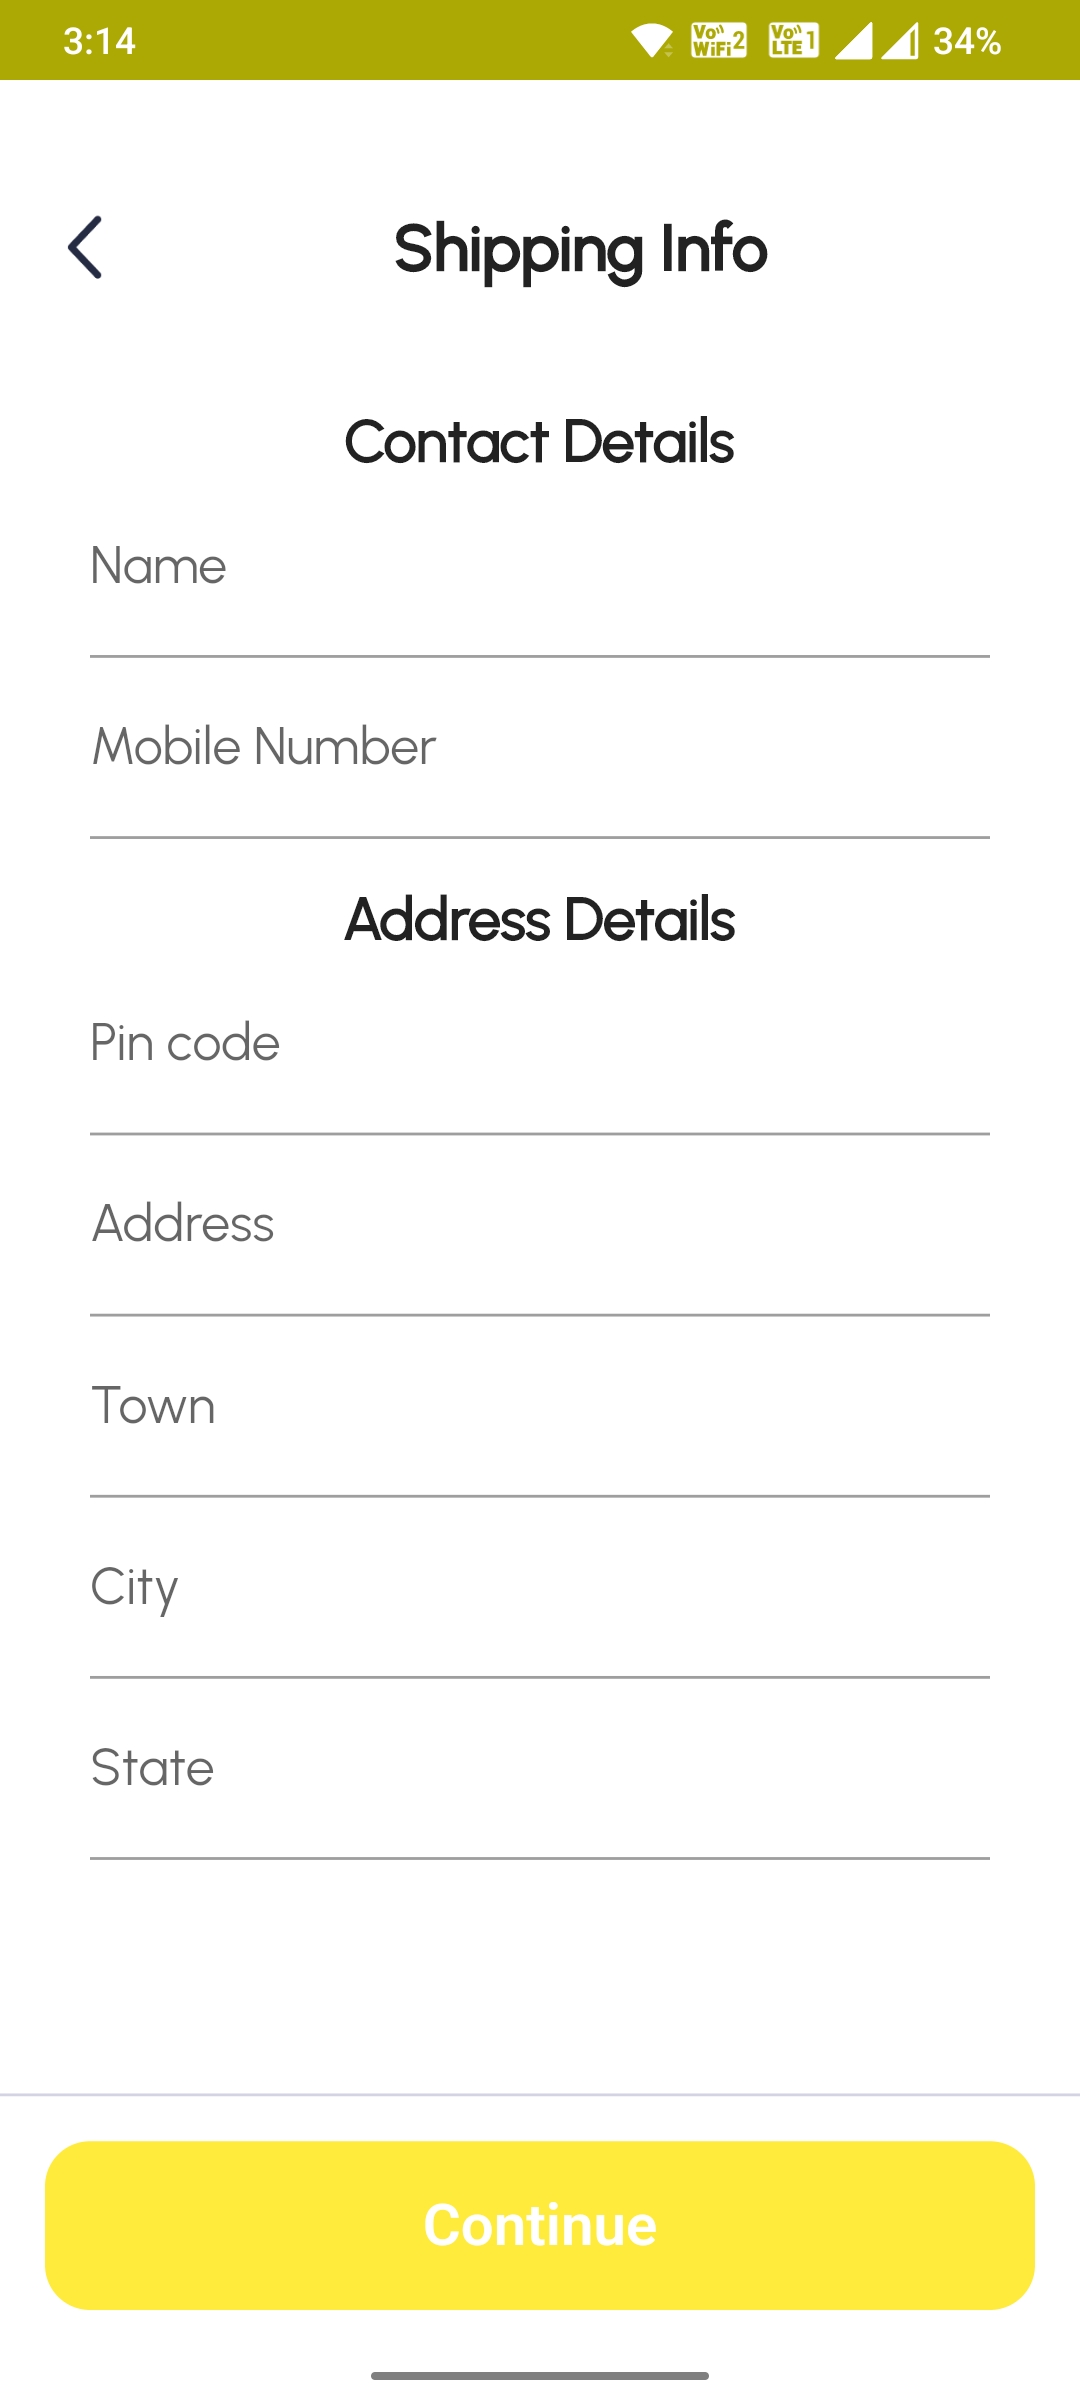 3:14 Vo WiFi 2 Vo LTE 1 34%
Shipping Info
Contact Details
Name
Mobile Number
Address Details
Pin code
Address
Town
City
State
Continue